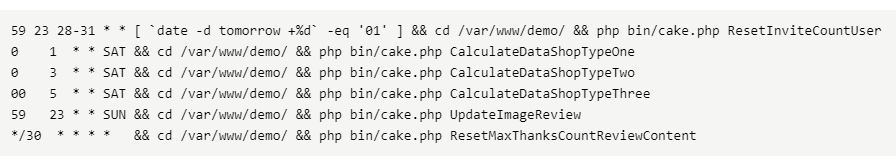 59 23 28-31 * * [ `date -d tomorrow +%d` -eq '01' ] && cd /var/www/demo/ && php bin/cake.php ResetInviteCountUser
0    1  * * SAT && cd /var/www/demo/ && php bin/cake.php CalculateDataShopTypeOne
0    3  * * SAT && cd /var/www/demo/ && php bin/cake.php CalculateDataShopTypeTwo
00   5  * * SAT && cd /var/www/demo/ && php bin/cake.php CalculateDataShopTypeThree
59   23 * * SUN && cd /var/www/demo/ && php bin/cake.php UpdateImageReview
*/30  * * * *   && cd /var/www/demo/ && php bin/cake.php ResetMaxThanksCountReviewContent